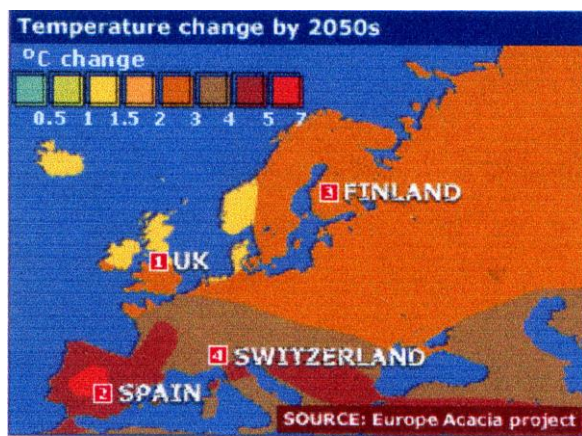 Temperature change by 2050s
°C change
0.5 1 1.5 2 3 4 5 7
3 FINLAND
1 UK
4 SWITZERLAND
2 SPAIN
SOURCE: Europe Acacia project